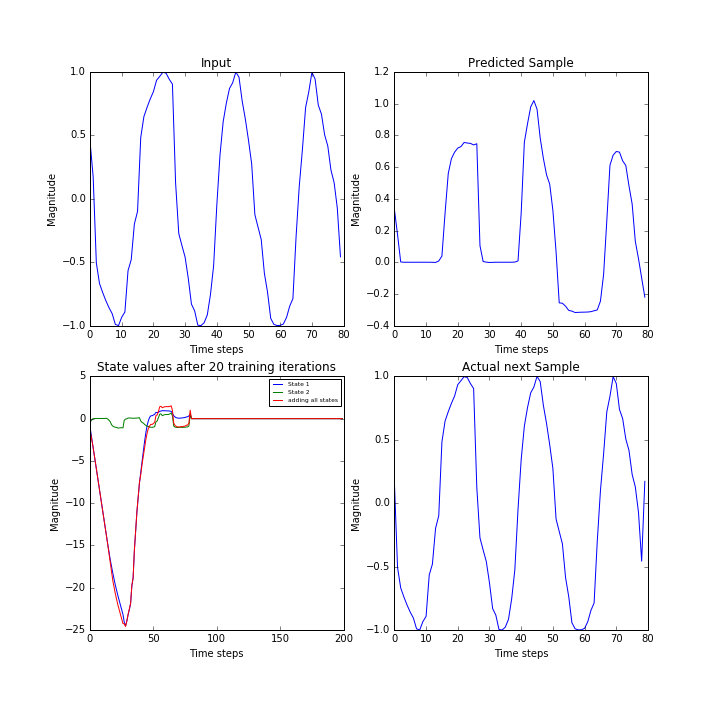 Input
1.0
0.5
0.0
−0.5
−1.0
Magnitude
0 10 20 30 40 50 60 70 80
Time steps
Predicted Sample
1.2
1.0
0.8
0.6
0.4
0.2
0.0
−0.2
−0.4
Magnitude
0 10 20 30 40 50 60 70 80
Time steps
State values after 20 training iterations
5
0
−5
−10
−15
−20
−25
Magnitude
State 1
State 2
adding all states
0 50 100 150 200
Time steps
Actual next Sample
1.0
0.5
0.0
−0.5
−1.0
Magnitude
0 10 20 30 40 50 60 70 80
Time steps